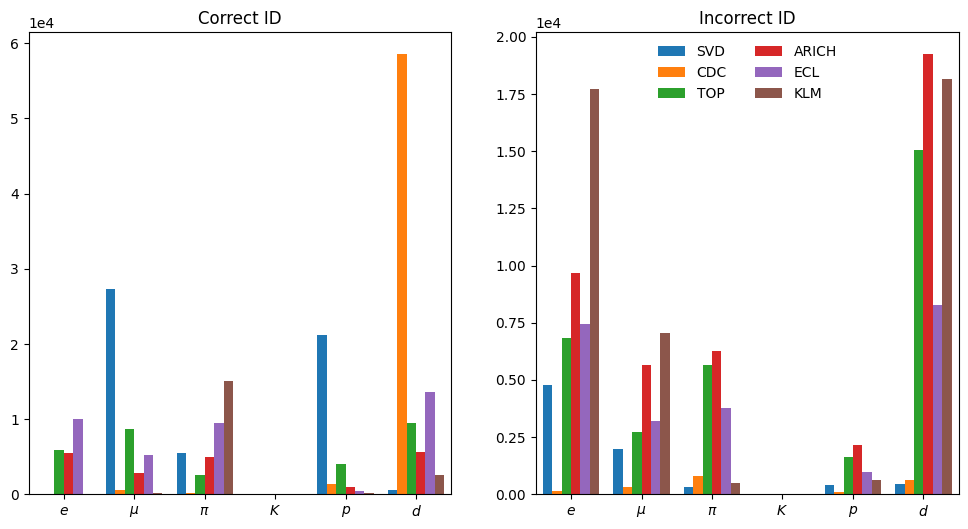 Correct ID
1e4
6
5
4
3
2
1
0
e μ π K p d
Incorrect ID
1e4
2.00
1.75
1.50
1.25
1.00
0.75
0.50
0.25
0.00
SVD ARICH
CDC ECL
TOP KLM
e μ π K p d